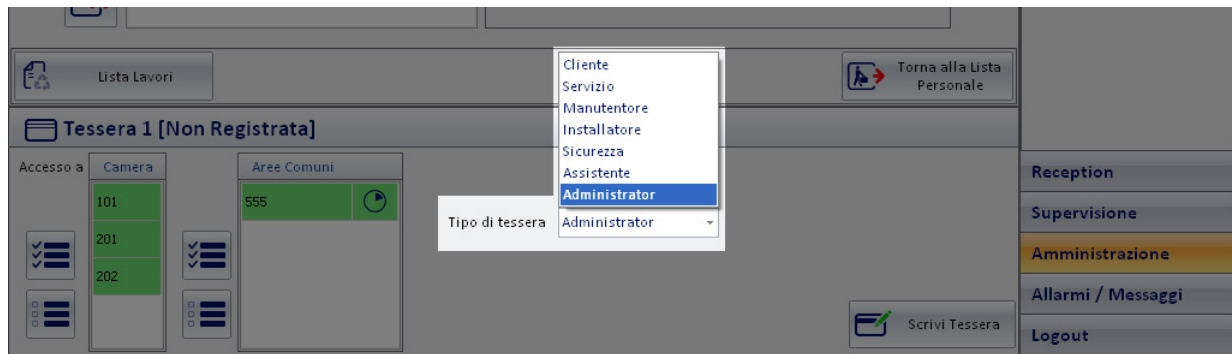 Lista Lavori
Torna alla Lista
Personale
Tessera 1 [Non Registrata]
Accesso a
Camera
101
201
202
Aree Comuni
555
Cliente
Servizio
Manutentore
Installatore
Sicurezza
Assistente
Administrator
Tipo di tessera
Administrator
Scrivi Tessera
Reception
Supervisione
Amministrazione
Allarmi / Messaggi
Logout